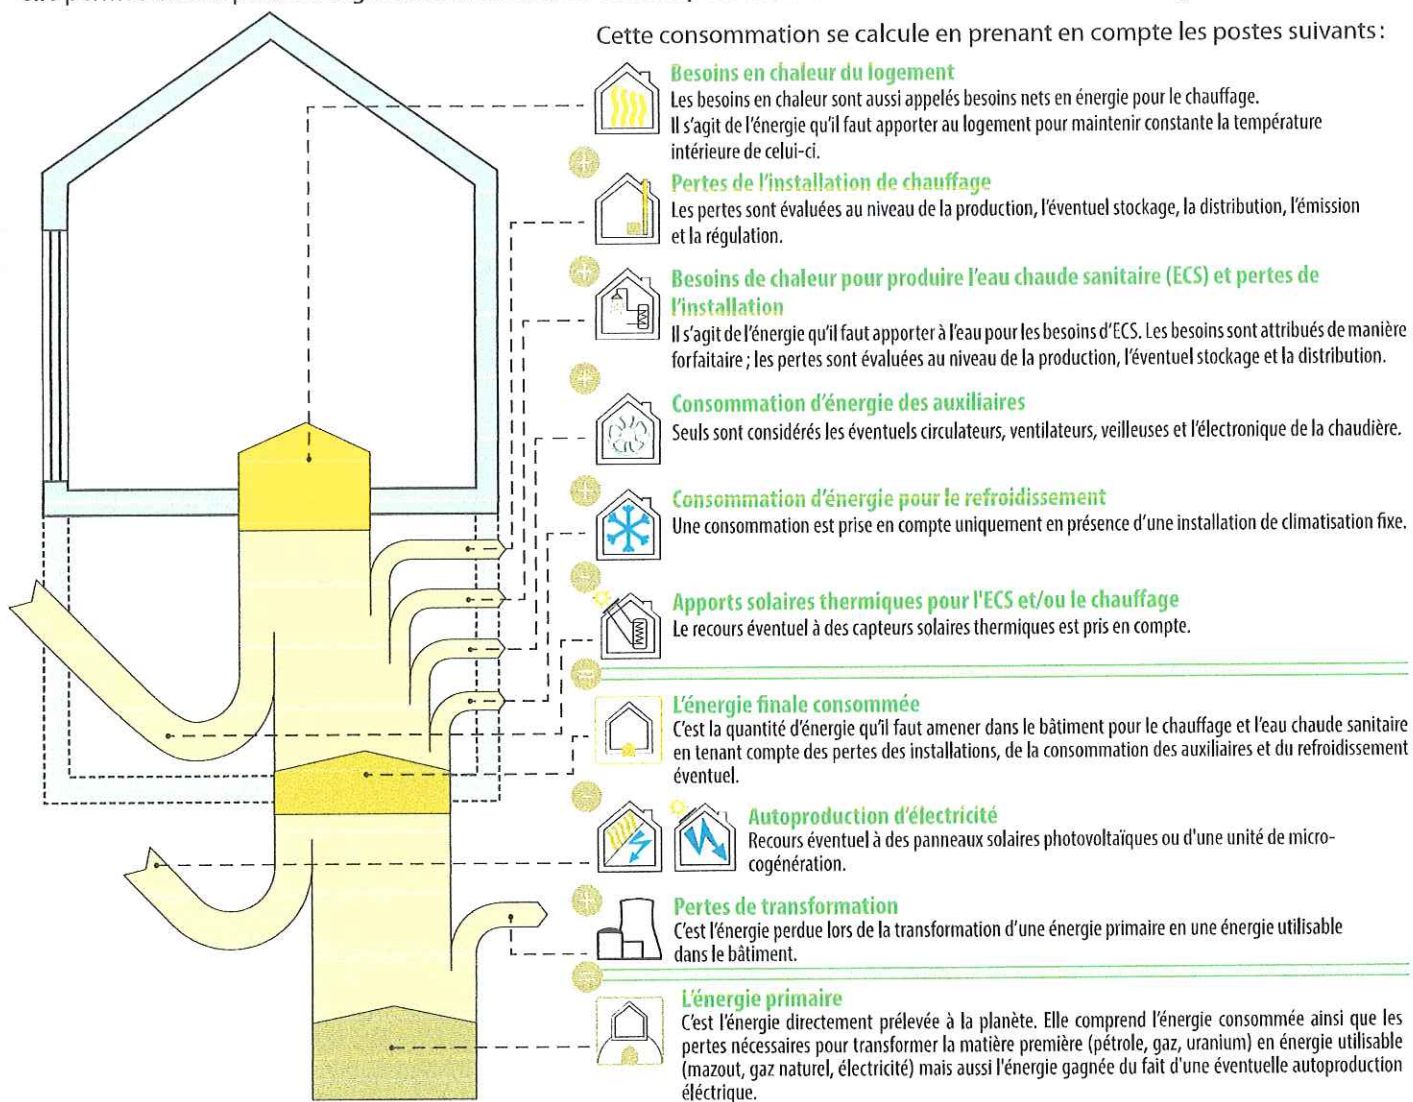 Cette consommation se calcule en prenant en compte les postes suivants:
Besoins en chaleur du logement
Les besoins en chaleur sont aussi appelés besoins nets en énergie pour le chauffage.
Il s'agit de l'énergie qu'il faut apporter au logement pour maintenir constante la température
intérieure de celui-ci.
Pertes de l'installation de chauffage
Les pertes sont évaluées au niveau de la production, l'éventuel stockage, la distribution, l'émission
et la régulation.
Besoins de chaleur pour produire l'eau chaude sanitaire (ECS) et pertes de
l'installation
Il s'agit de l'énergie qu'il faut apporter à l'eau pour les besoins d'ECS. Les besoins sont attribués de manière
forfaitaire ; les pertes sont évaluées au niveau de la production, l'éventuel stockage et la distribution.
Consommation d'énergie des auxiliaires
Seuls sont considérés les éventuels circulateurs, ventilateurs, veilleuses et l'électronique de la chaudière.
Consommation d'énergie pour le refroidissement
Une consommation est prise en compte uniquement en présence d'une installation de climatisation fixe.
Apports solaires thermiques pour l'ECS et/ou le chauffage
Le recours éventuel à des capteurs solaires thermiques est pris en compte.
L'énergie finale consommée
C'est la quantité d'énergie qu'il faut amener dans le bâtiment pour le chauffage et l'eau chaude sanitaire
en tenant compte des pertes des installations, de la consommation des auxiliaires et du refroidissement
éventuel.
Autoproduction d'électricité
Recours éventuel à des panneaux solaires photovoltaïques ou d'une unité de micro-
cogénération.
Pertes de transformation
C'est l'énergie perdue lors de la transformation d'une énergie primaire en une énergie utilisable
dans le bâtiment.
L'énergie primaire
C'est l'énergie directement prélevée à la planète. Elle comprend l'énergie consommée ainsi que les
pertes nécessaires pour transformer la matière première (pétrole, gaz, uranium) en énergie utilisable
(mazout, gaz naturel, électricité) mais aussi l'énergie gagnée du fait d'une éventuelle autoproduction
éléctrique.